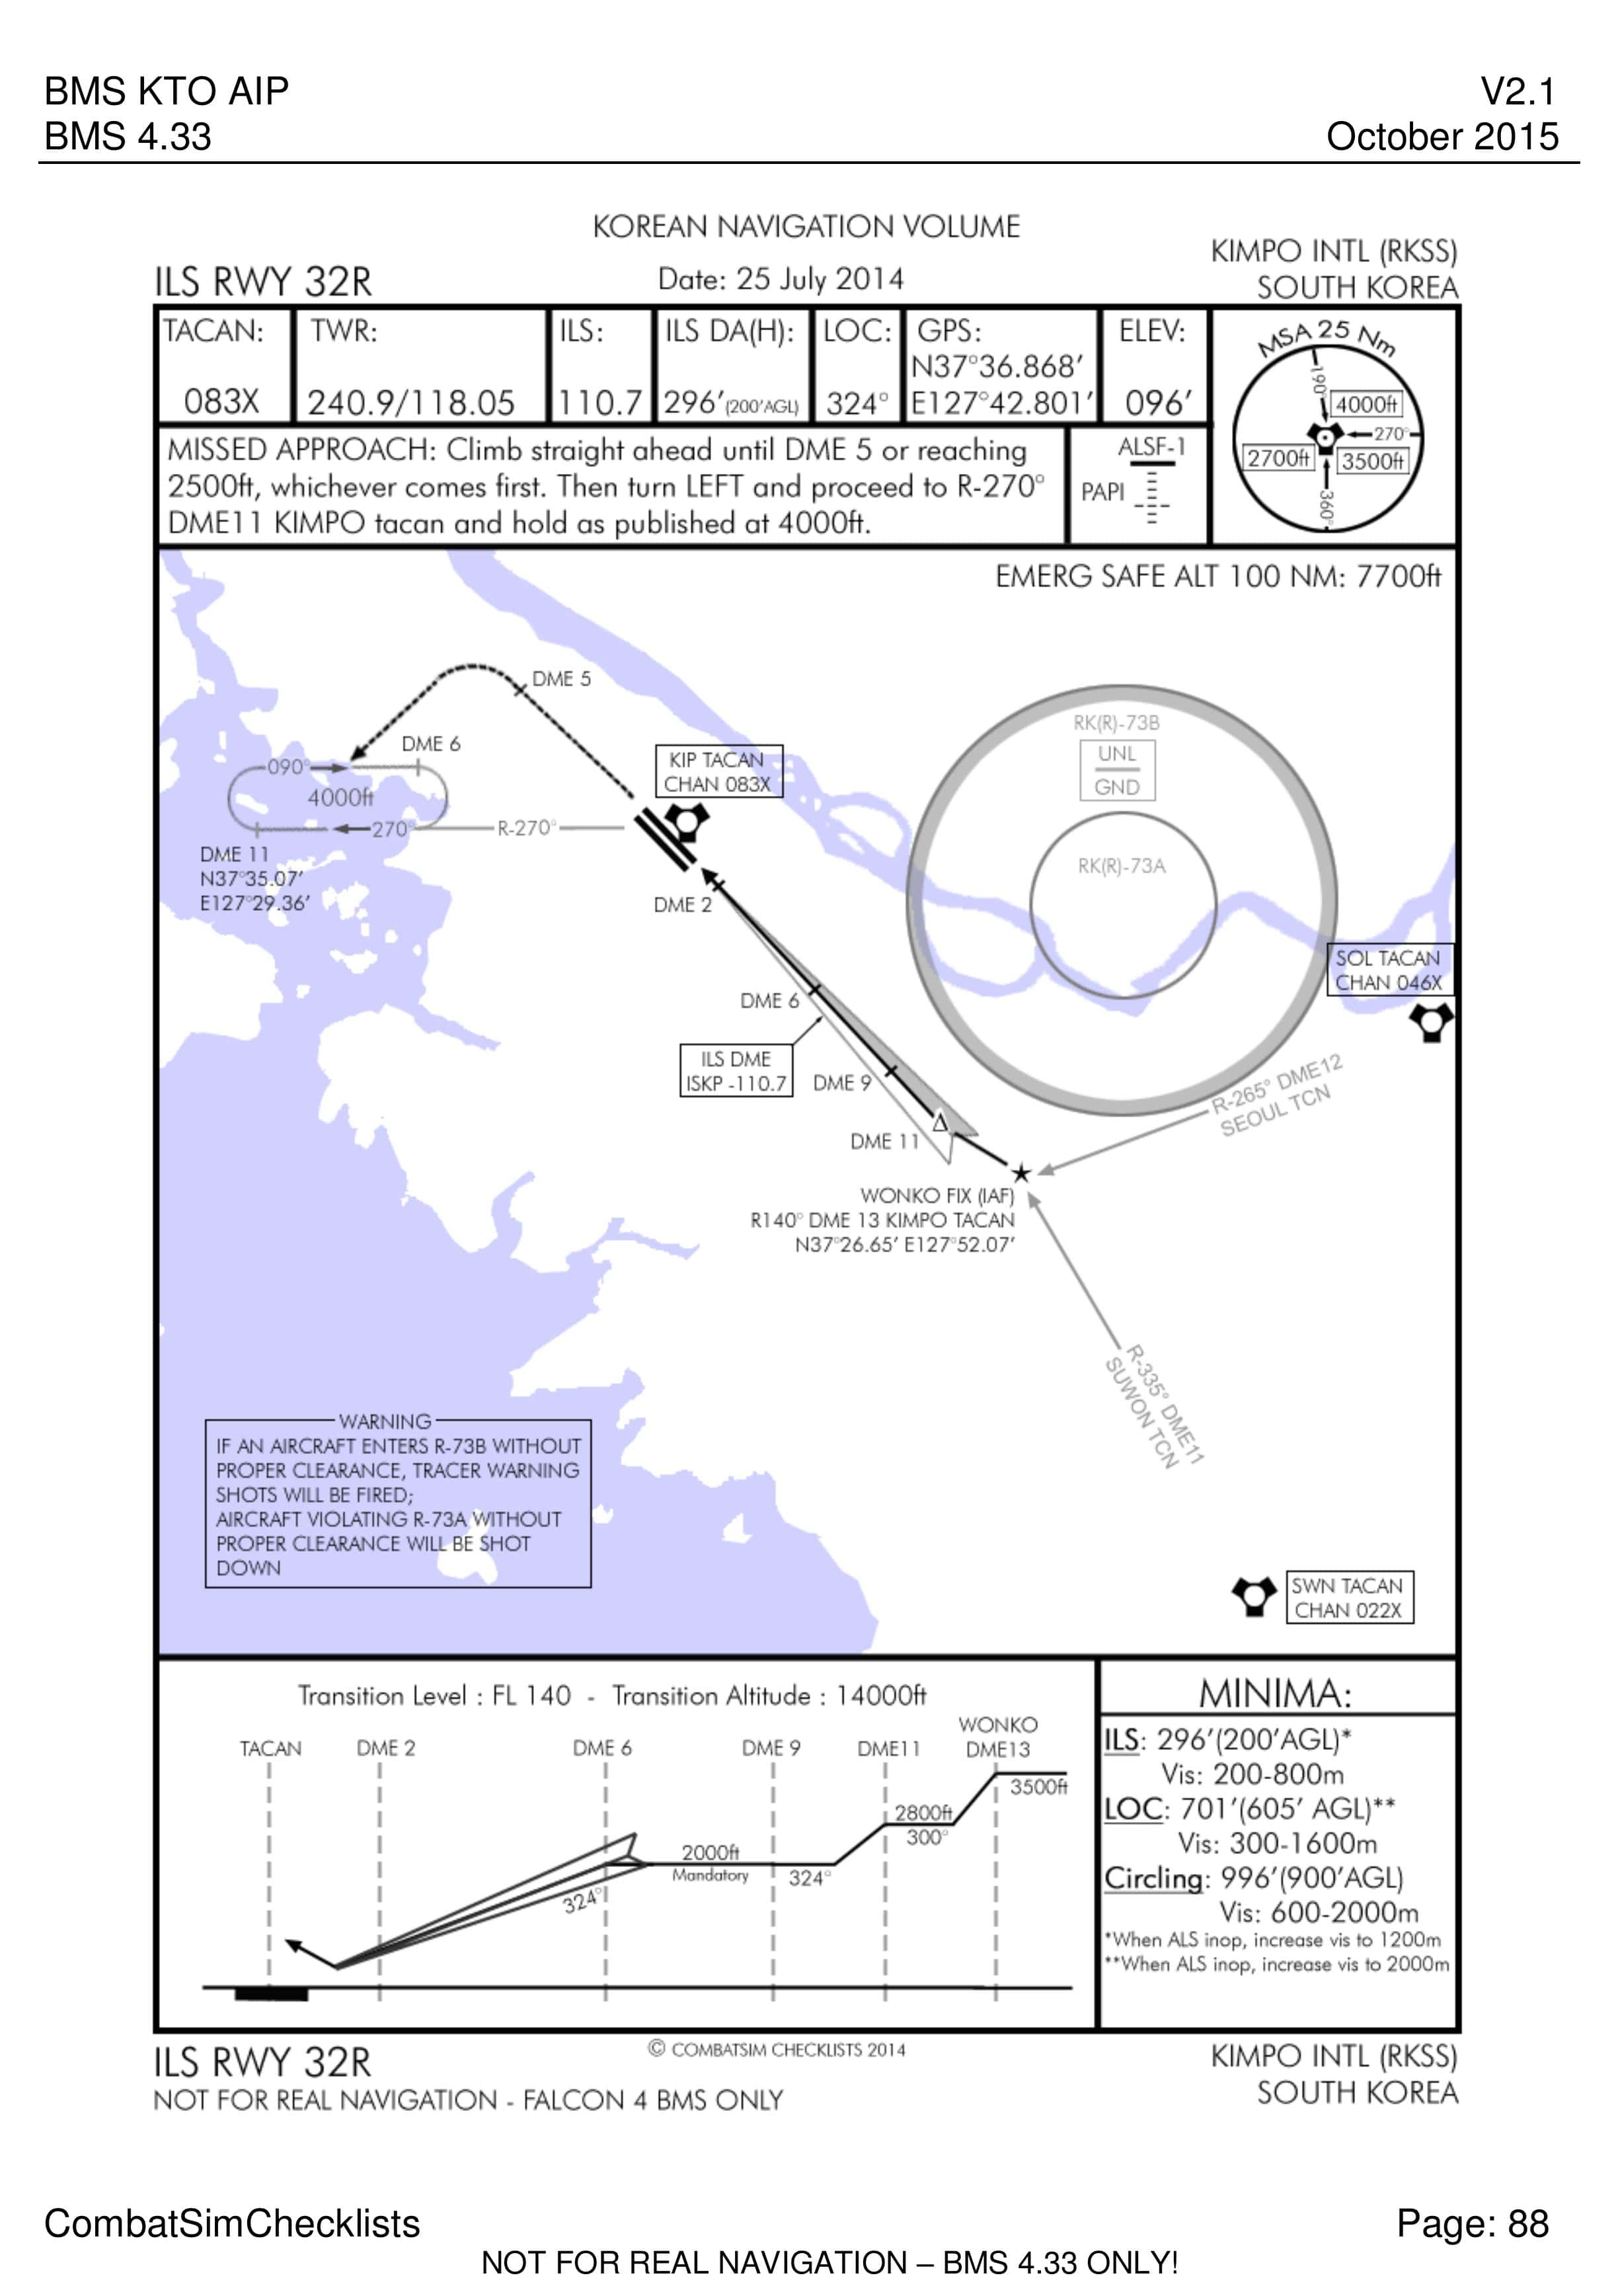 BMS KTO AIP
V2.1
BMS 4.33
October 2015
KOREAN NAVIGATION VOLUME
KIMPO INTL (RKSS)
ILS RWY 32R
Date: 25 July 2014
SOUTH KOREA
TACAN:
083X
TWR:
240.9/118.05
ILS:
110.7
ILS DA(H):
296’(200’AGL)
LOC:
324°
GPS:
N37°36.868’
E127°42.801’
ELEV:
096’
MSA 25 Nm
190°
4000ft
270°
2700ft
3500ft
360°
MISSED APPROACH: Climb straight ahead until DME 5 or reaching
2500ft, whichever comes first. Then turn LEFT and proceed to R-270°
DME11 KIMPO tacan and hold as published at 4000ft.
ALSF-1
PAPI
EMERG SAFE ALT 100 NM: 7700ft
DME 5
DME 6
090°
4000ft
270°
R-270°
DME 11
N37°35.07’
E127°29.36’
KIP TACAN
CHAN 083X
RK(R)-73B
UNL
GND
RK(R)-73A
DME 2
SOL TACAN
CHAN 046X
DME 6
ILS DME
ISKP -110.7
DME 9
R-265° DME12
SEOUL TCN
DME 11
WONKO FIX (IAF)
R140° DME 13 KIMPO TACAN
N37°26.65’ E127°52.07’
R-335° DME11
SUWON TCN
WARNING
IF AN AIRCRAFT ENTERS R-73B WITHOUT
PROPER CLEARANCE, TRACER WARNING
SHOTS WILL BE FIRED;
AIRCRAFT VIOLATING R-73A WITHOUT
PROPER CLEARANCE WILL BE SHOT
DOWN
SWN TACAN
CHAN 022X
Transition Level : FL 140 - Transition Altitude : 14000ft
WONKO
TACAN
DME 2
DME 6
DME 9
DME11
DME13
3500ft
2800ft
300°
2000ft
Mandatory
324°
324°
MINIMA:
ILS: 296’(200’AGL)*
Vis: 200-800m
LOC: 701’(605’ AGL)**
Vis: 300-1600m
Circling: 996’(900’AGL)
Vis: 600-2000m
*When ALS inop, increase vis to 1200m
**When ALS inop, increase vis to 2000m
ILS RWY 32R
© COMBATSIM CHECKLISTS 2014
KIMPO INTL (RKSS)
NOT FOR REAL NAVIGATION - FALCON 4 BMS ONLY
SOUTH KOREA
CombatSimChecklists
Page: 88
NOT FOR REAL NAVIGATION – BMS 4.33 ONLY!